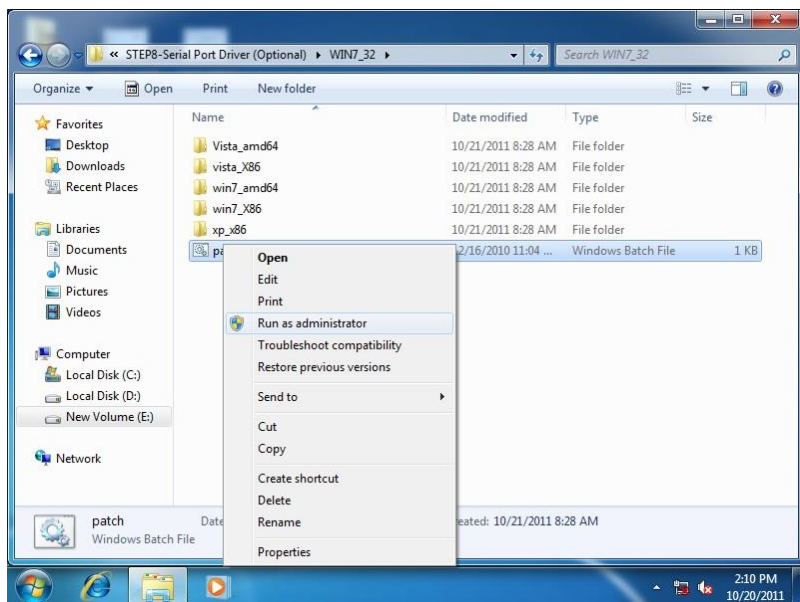 « STEP8-Serial Port Driver (Optional) ▸ WIN7_32 ▸
Search WIN7_32
Organize Open Print New folder
Name Date modified Type Size
Favorites
Desktop
Downloads
Recent Places
Libraries
Documents
Music
Pictures
Videos
Computer
Local Disk (C:)
Local Disk (D:)
New Volume (E:)
Network
Vista_amd64 10/21/2011 8:28 AM File folder
vista_X86 10/21/2011 8:28 AM File folder
win7_amd64 10/21/2011 8:28 AM File folder
win7_X86 10/21/2011 8:28 AM File folder
xp_x86 10/21/2011 8:28 AM File folder
pa 2/16/2010 11:04 ... Windows Batch File 1 KB
Open
Edit
Print
Run as administrator
Troubleshoot compatibility
Restore previous versions
Send to
Cut
Copy
Create shortcut
Delete
Rename
Properties
patch Date eated: 10/21/2011 8:28 AM
Windows Batch File
2:10 PM
10/20/2011